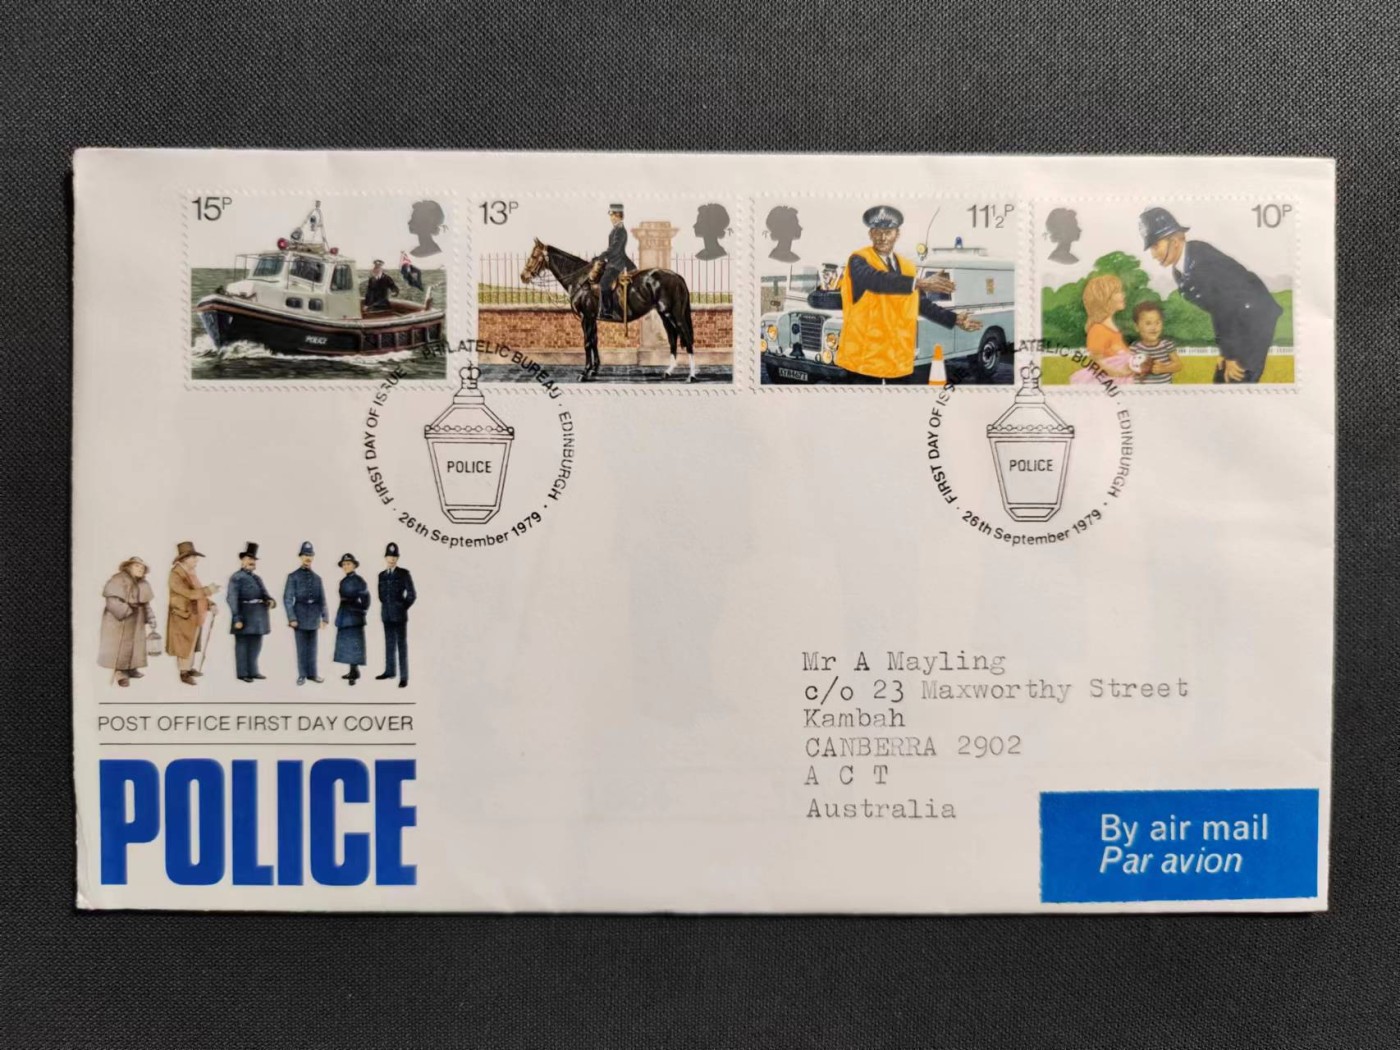 15P
13P
11½P
10P
POLICE
FIRST DAY OF ISSUE · PHILATELIC BUREAU · EDINBURGH · 26th September 1979 ·
POLICE
FIRST DAY OF ISSUE · PHILATELIC BUREAU · EDINBURGH · 26th September 1979 ·
POLICE
POST OFFICE FIRST DAY COVER
POLICE
Mr A Mayling
c/o 23 Maxworthy Street
Kambah
CANBERRA 2902
A C T
Australia
By air mail
Par avion